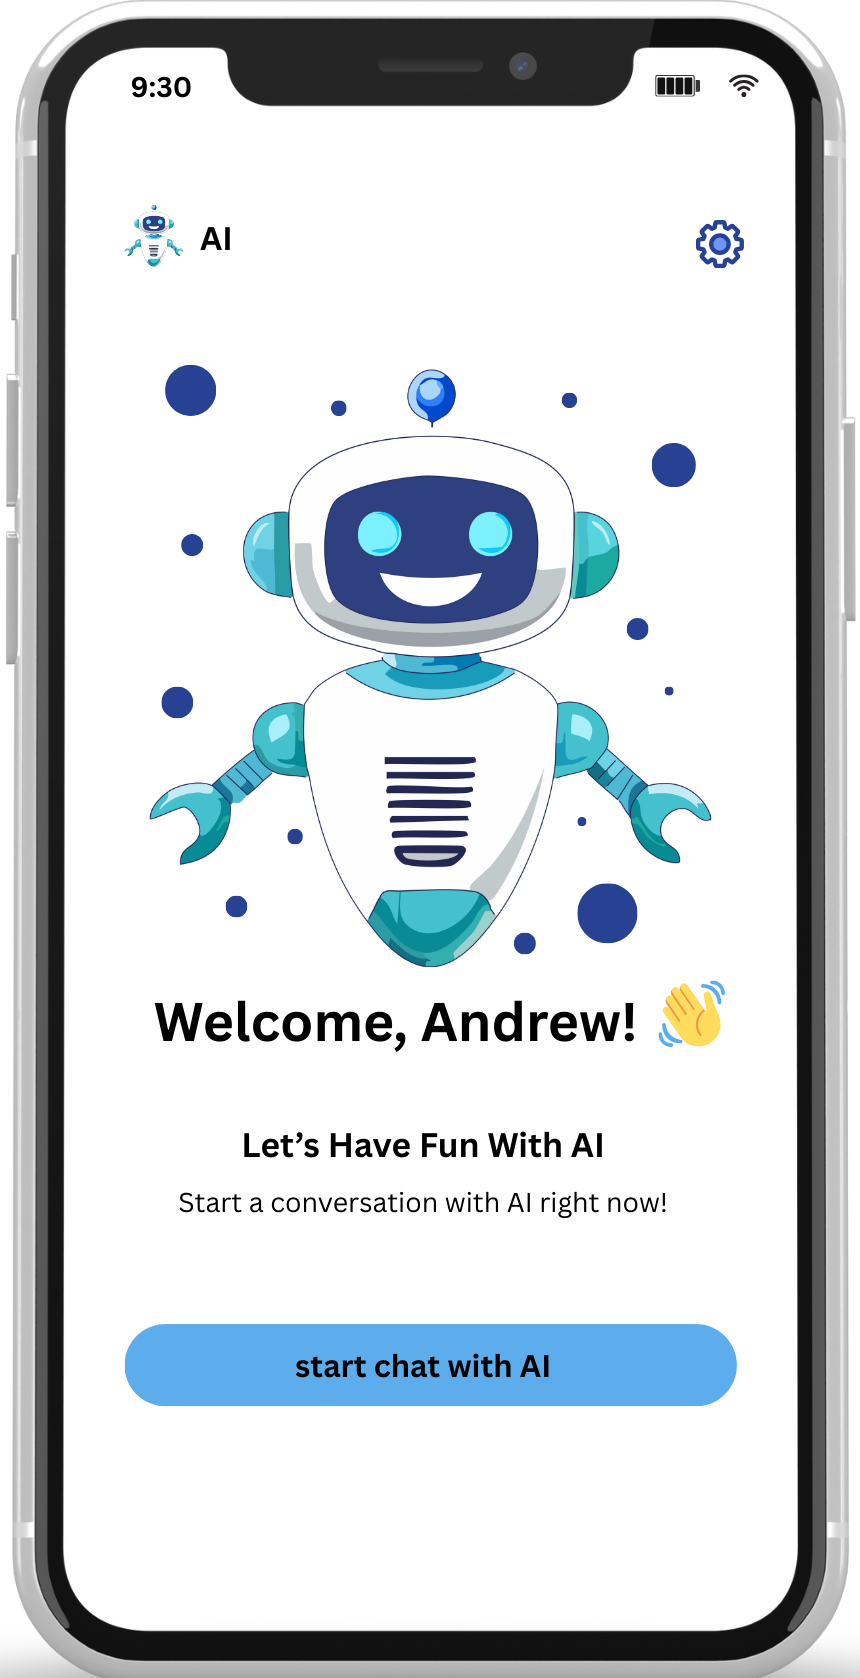 9:30
AI
Welcome, Andrew! 👋
Let’s Have Fun With AI
Start a conversation with AI right now!
start chat with AI